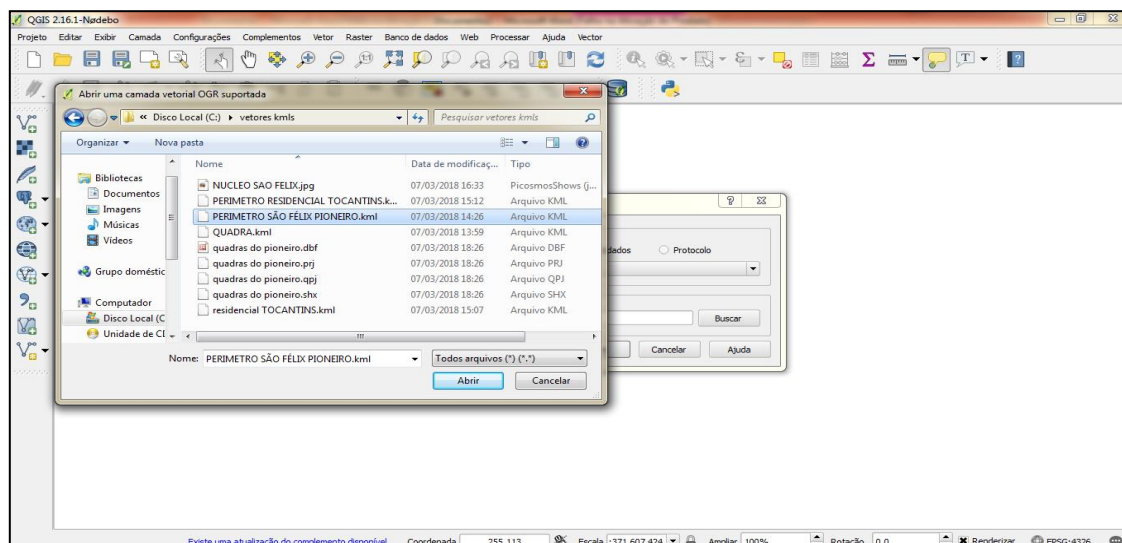 QGIS 2.16.1-Nødebo
Projeto Editar Exibir Camada Configurações Complementos Vetor Raster Banco de dados Web Processar Ajuda Vector
Abrir uma camada vetorial OGR suportada
« Disco Local (C:) ▸ vetores kmls Pesquisar vetores kmls
Organizar Nova pasta
Nome Data de modificaç... Tipo
Bibliotecas
Documentos
Imagens
Músicas
Vídeos
Grupo doméstic
Computador
Disco Local (C
Unidade de CI
NUCLEO SAO FELIX.jpg 07/03/2018 16:33 PicosmosShows (j...
PERIMETRO RESIDENCIAL TOCANTINS.k... 07/03/2018 15:12 Arquivo KML
PERIMETRO SÃO FÉLIX PIONEIRO.kml 07/03/2018 14:26 Arquivo KML
QUADRA.kml 07/03/2018 13:59 Arquivo KML
quadras do pioneiro.dbf 07/03/2018 18:26 Arquivo DBF
quadras do pioneiro.prj 07/03/2018 18:26 Arquivo PRJ
quadras do pioneiro.qpj 07/03/2018 18:26 Arquivo QPJ
quadras do pioneiro.shx 07/03/2018 18:26 Arquivo SHX
residencial TOCANTINS.kml 07/03/2018 15:07 Arquivo KML
Nome: PERIMETRO SÃO FÉLIX PIONEIRO.kml Todos arquivos (*) (*.*)
Abrir Cancelar
dados Protocolo
Buscar
Cancelar Ajuda
Existe uma atualização do complemento disponível Coordenada 255,113 Escala :371.607.424 Ampliar 100% Rotação 0,0 Renderizar EPSG:4326